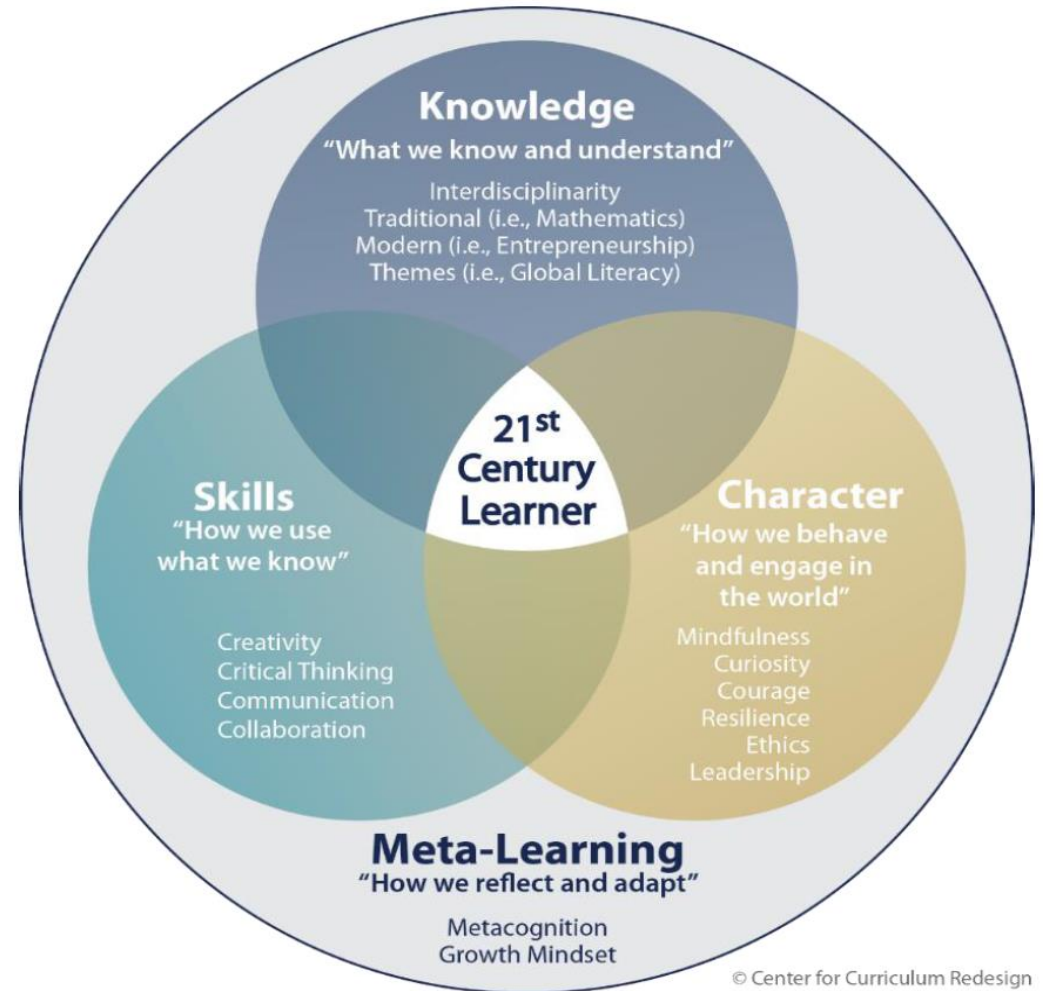 Knowledge
“What we know and understand”
Interdisciplinarity
Traditional (i.e., Mathematics)
Modern (i.e., Entrepreneurship)
Themes (i.e., Global Literacy)
21st
Century
Learner
Skills
“How we use
what we know”
Creativity
Critical Thinking
Communication
Collaboration
Character
“How we behave
and engage in
the world”
Mindfulness
Curiosity
Courage
Resilience
Ethics
Leadership
Meta-Learning
“How we reflect and adapt”
Metacognition
Growth Mindset
© Center for Curriculum Redesign